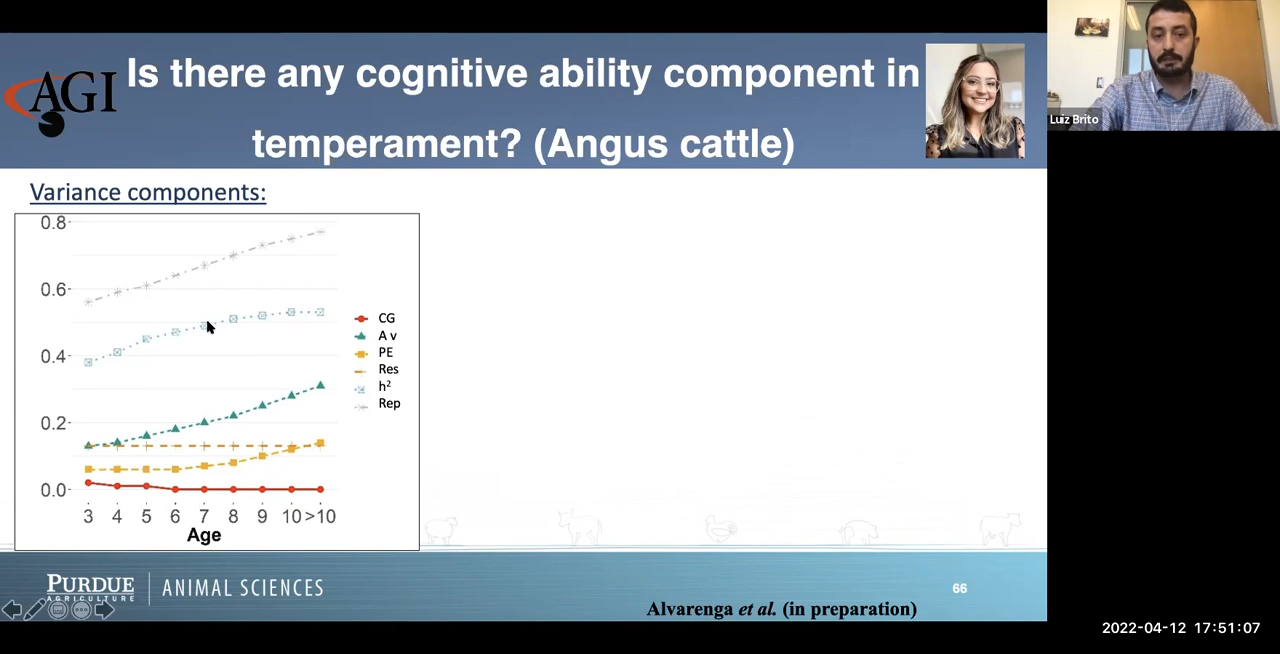 AGI
Is there any cognitive ability component in
temperament? (Angus cattle)
Luiz Brito
Variance components:
0.8
0.6
0.4
0.2
0.0
3 4 5 6 7 8 9 10 >10
Age
CG
A v
PE
Res
h²
Rep
PURDUE
AGRICULTURE
ANIMAL SCIENCES
66
Alvarenga et al. (in preparation)
2022-04-12 17:51:07